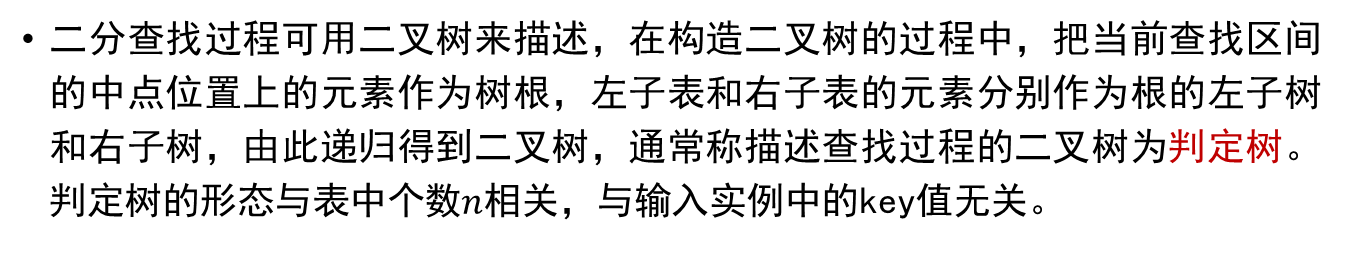 • 二分查找过程可用二叉树来描述，在构造二叉树的过程中，把当前查找区间
的中点位置上的元素作为树根，左子表和右子表的元素分别作为根的左子树
和右子树，由此递归得到二叉树，通常称描述查找过程的二叉树为判定树。
判定树的形态与表中个数n相关，与输入实例中的key值无关。